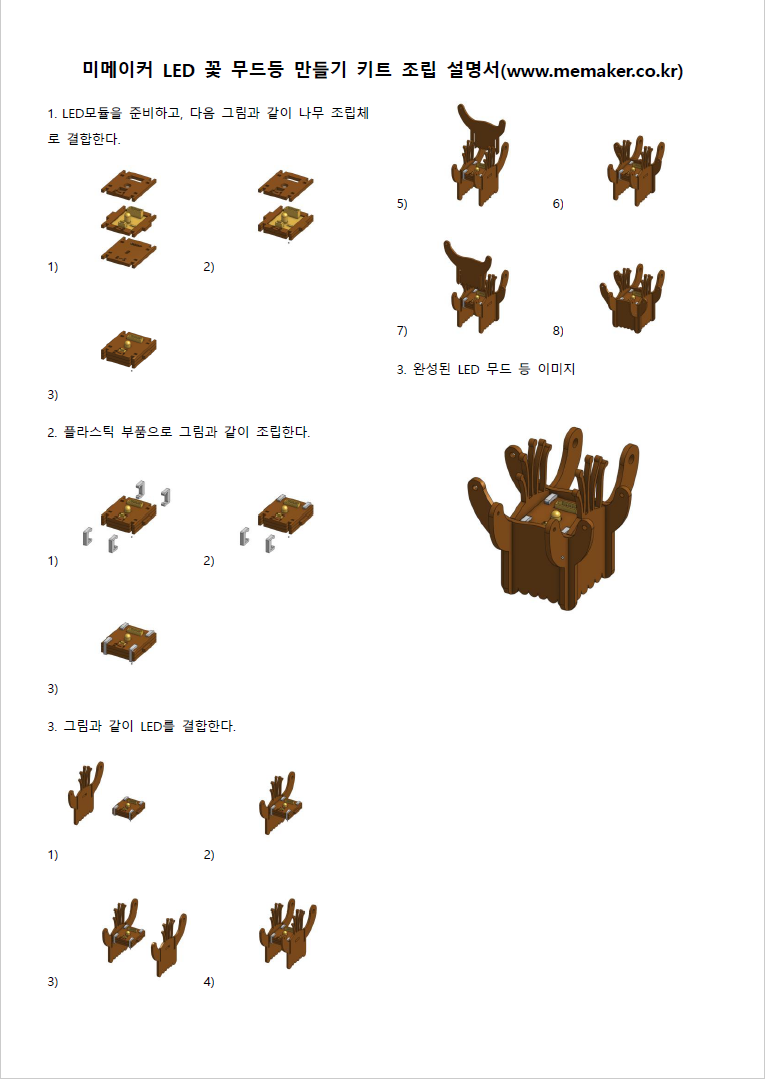 미메이커 LED 꽃 무드등 만들기 키트 조립 설명서(www.memaker.co.kr)
1. LED모듈을 준비하고, 다음 그림과 같이 나무 조립체
로 결합한다.
1)
2)
3)
2. 플라스틱 부품으로 그림과 같이 조립한다.
1)
2)
3)
3. 그림과 같이 LED를 결합한다.
1)
2)
3)
4)
5)
6)
7)
8)
3. 완성된 LED 무드 등 이미지